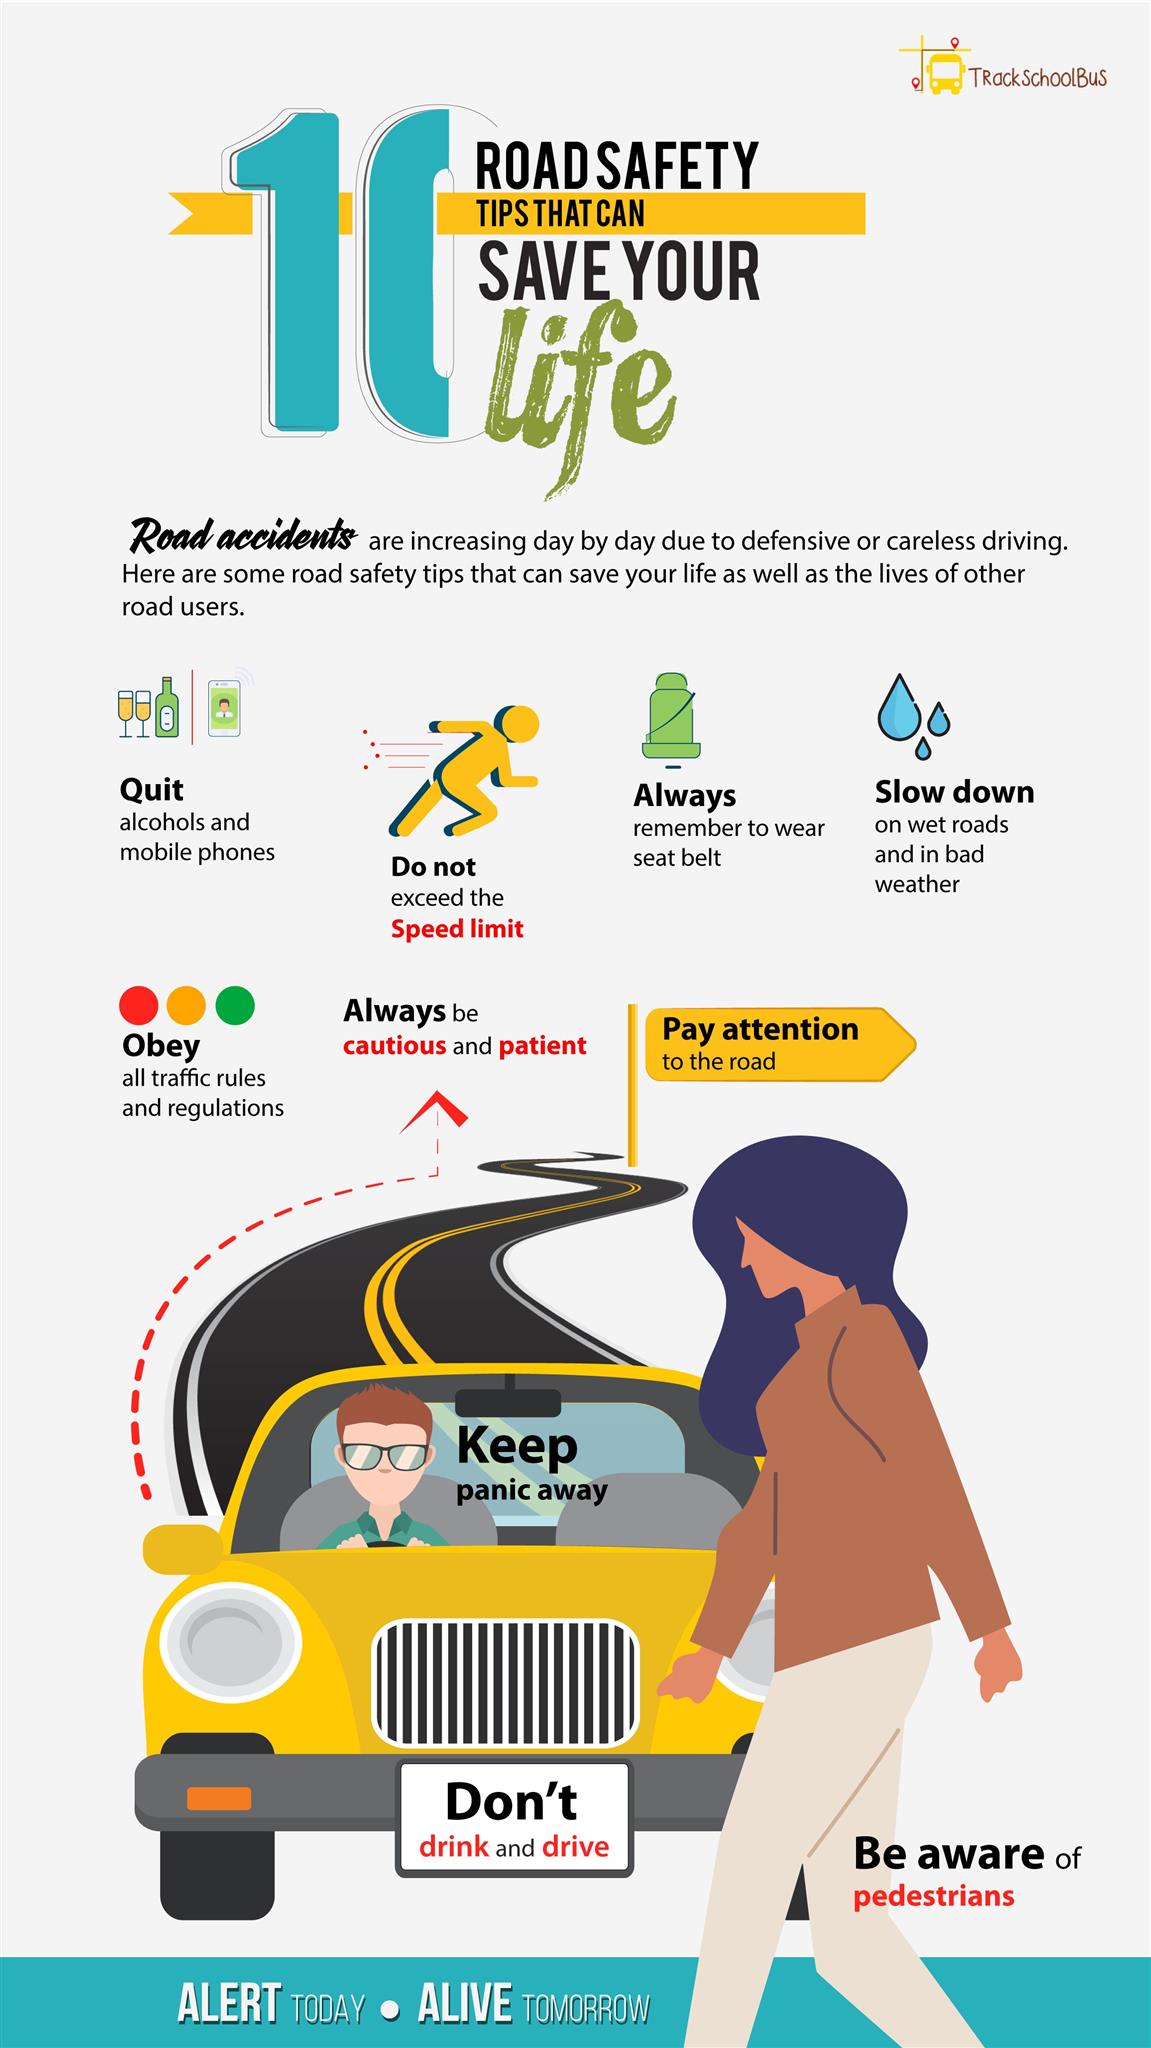 TrackSchoolBus
10
ROAD SAFETY
TIPS THAT CAN
SAVE YOUR
life
Road accidents are increasing day by day due to defensive or careless driving.
Here are some road safety tips that can save your life as well as the lives of other
road users.
Quit
alcohols and
mobile phones
Do not
exceed the
Speed limit
Always
remember to wear
seat belt
Slow down
on wet roads
and in bad
weather
Obey
all traffic rules
and regulations
Always be
cautious and patient
Pay attention
to the road
Keep
panic away
Don't
drink and drive
Be aware of
pedestrians
ALERT TODAY ● ALIVE TOMORROW